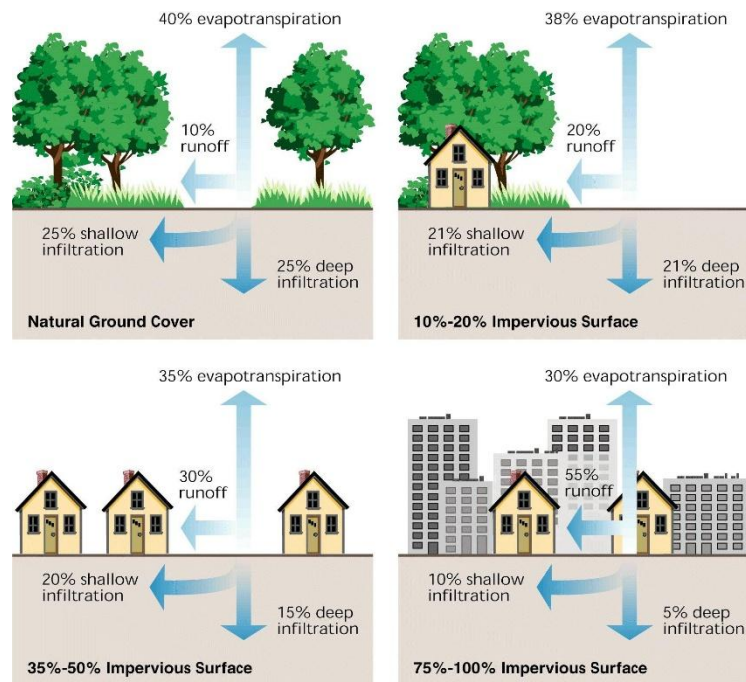 40% evapotranspiration
10%
runoff
25% shallow
infiltration
25% deep
infiltration
Natural Ground Cover
38% evapotranspiration
20%
runoff
21% shallow
infiltration
21% deep
infiltration
10%-20% Impervious Surface
35% evapotranspiration
30%
runoff
20% shallow
infiltration
15% deep
infiltration
35%-50% Impervious Surface
30% evapotranspiration
55%
runoff
10% shallow
infiltration
5% deep
infiltration
75%-100% Impervious Surface